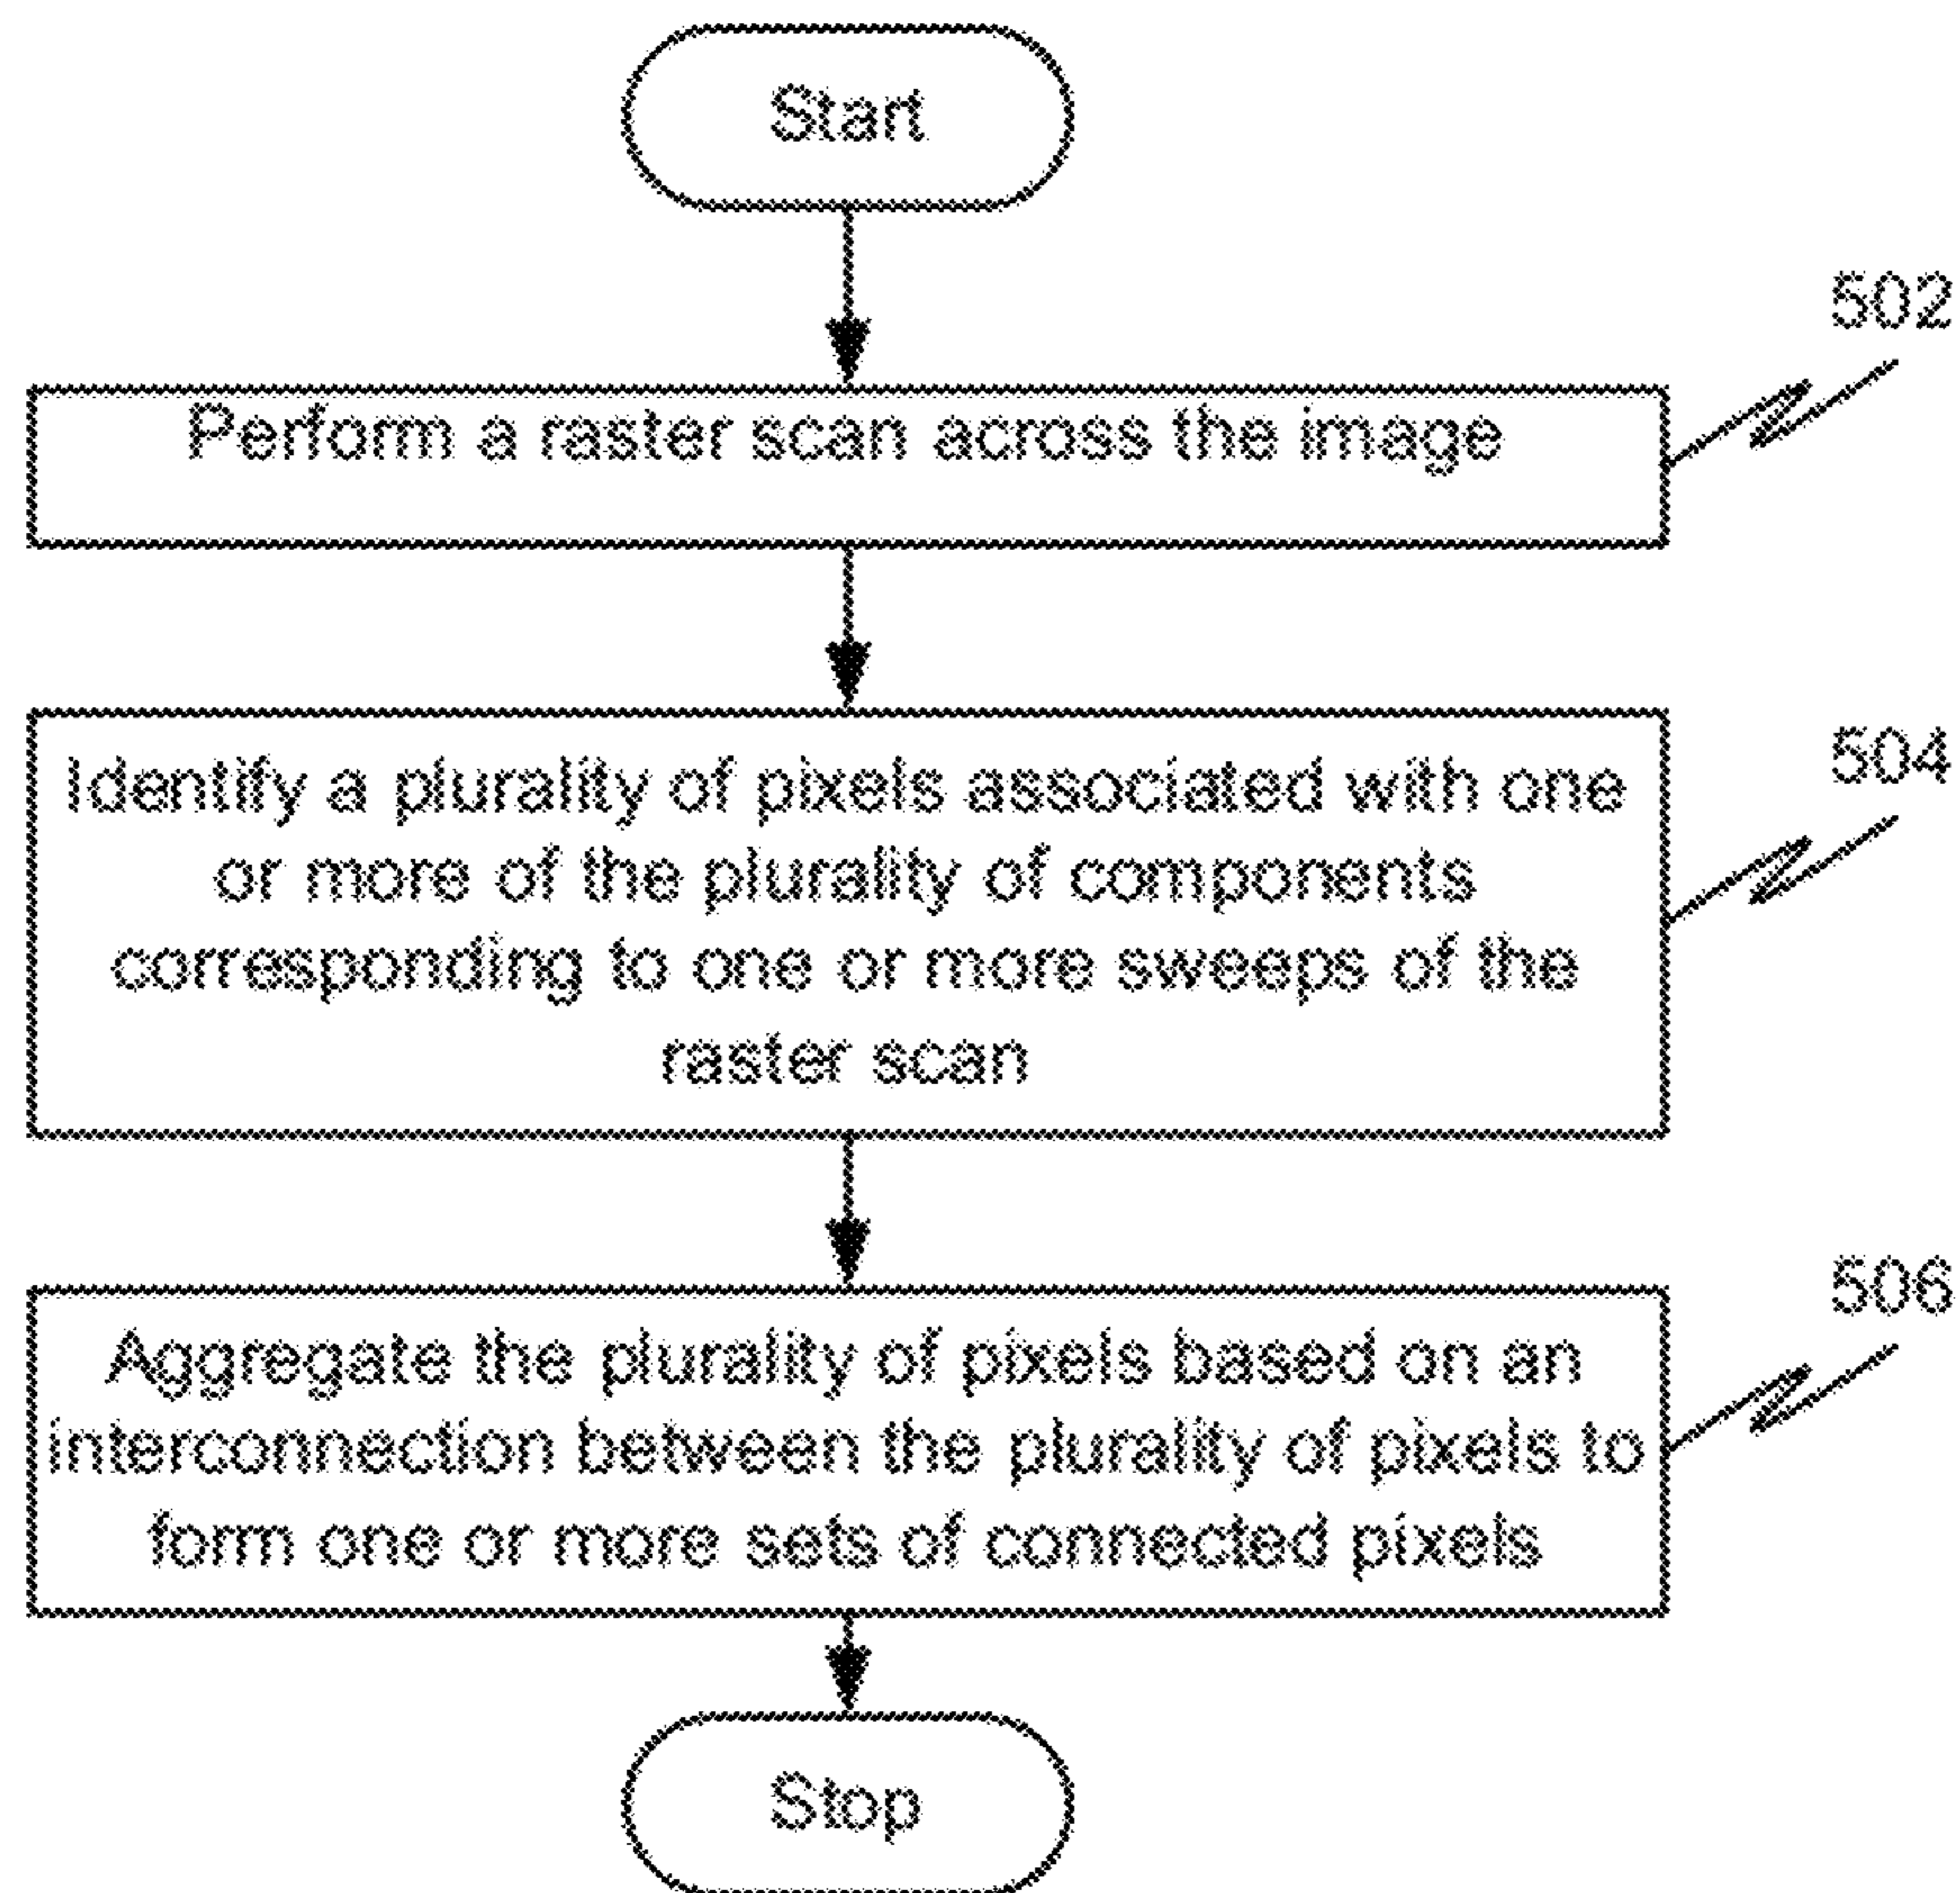 Start
502
Perform a raster scan across the image
504
Identify a plurality of pixels associated with one
or more of the plurality of components
corresponding to one or more sweeps of the
raster scan
506
Aggregate the plurality of pixels based on an
interconnection between the plurality of pixels to
form one or more sets of connected pixels
Stop